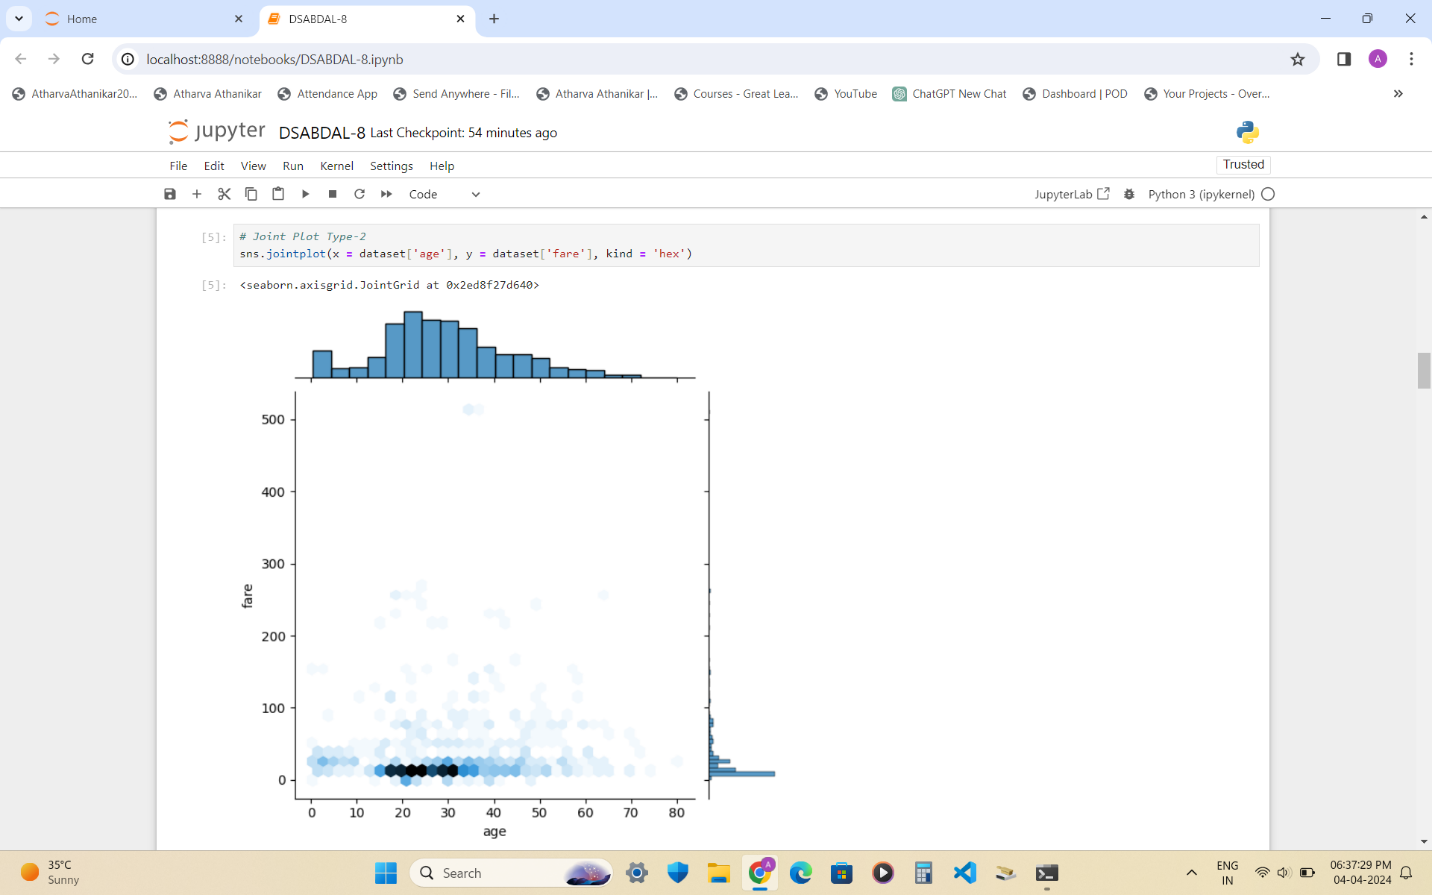 Home
DSABDAL-8
localhost:8888/notebooks/DSABDAL-8.ipynb
A
AtharvaAthanikar20...
Atharva Athanikar
Attendance App
Send Anywhere - Fil...
Atharva Athanikar |...
Courses - Great Lea...
YouTube
ChatGPT New Chat
Dashboard | POD
Your Projects - Over...
jupyter DSABDAL-8 Last Checkpoint: 54 minutes ago
File Edit View Run Kernel Settings Help
Trusted
Code
JupyterLab
Python 3 (ipykernel)
[5]: # Joint Plot Type-2
sns.jointplot(x = dataset['age'], y = dataset['fare'], kind = 'hex')
[5]: <seaborn.axisgrid.JointGrid at 0x2ed8f27d640>
500
400
300
200
100
0
fare
0 10 20 30 40 50 60 70 80
age
35°C
Sunny
Search
A
ENG
IN
06:37:29 PM
04-04-2024